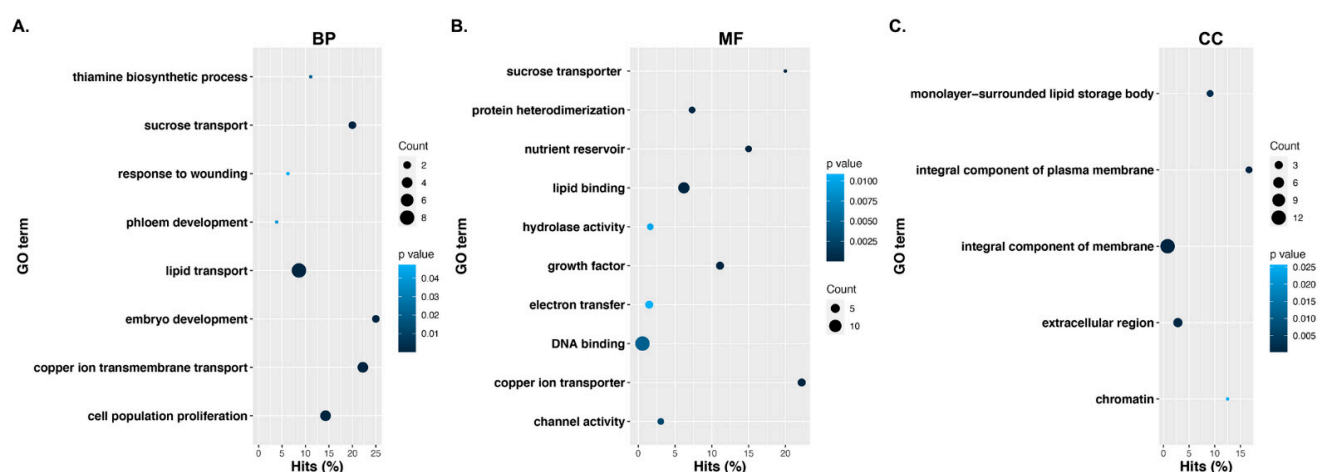 A.
BP
GO term
thiamine biosynthetic process
sucrose transport
response to wounding
phloem development
lipid transport
embryo development
copper ion transmembrane transport
cell population proliferation
0 5 10 15 20 25
Hits (%)
Count
2
4
6
8
p value
0.04
0.03
0.02
0.01
B.
MF
GO term
sucrose transporter
protein heterodimerization
nutrient reservoir
lipid binding
hydrolase activity
growth factor
electron transfer
DNA binding
copper ion transporter
channel activity
0 5 10 15 20
Hits (%)
p value
0.0100
0.0075
0.0050
0.0025
Count
5
10
C.
CC
GO term
monolayer−surrounded lipid storage body
integral component of plasma membrane
integral component of membrane
extracellular region
chromatin
0 5 10 15
Hits (%)
Count
3
6
9
12
p value
0.025
0.020
0.015
0.010
0.005